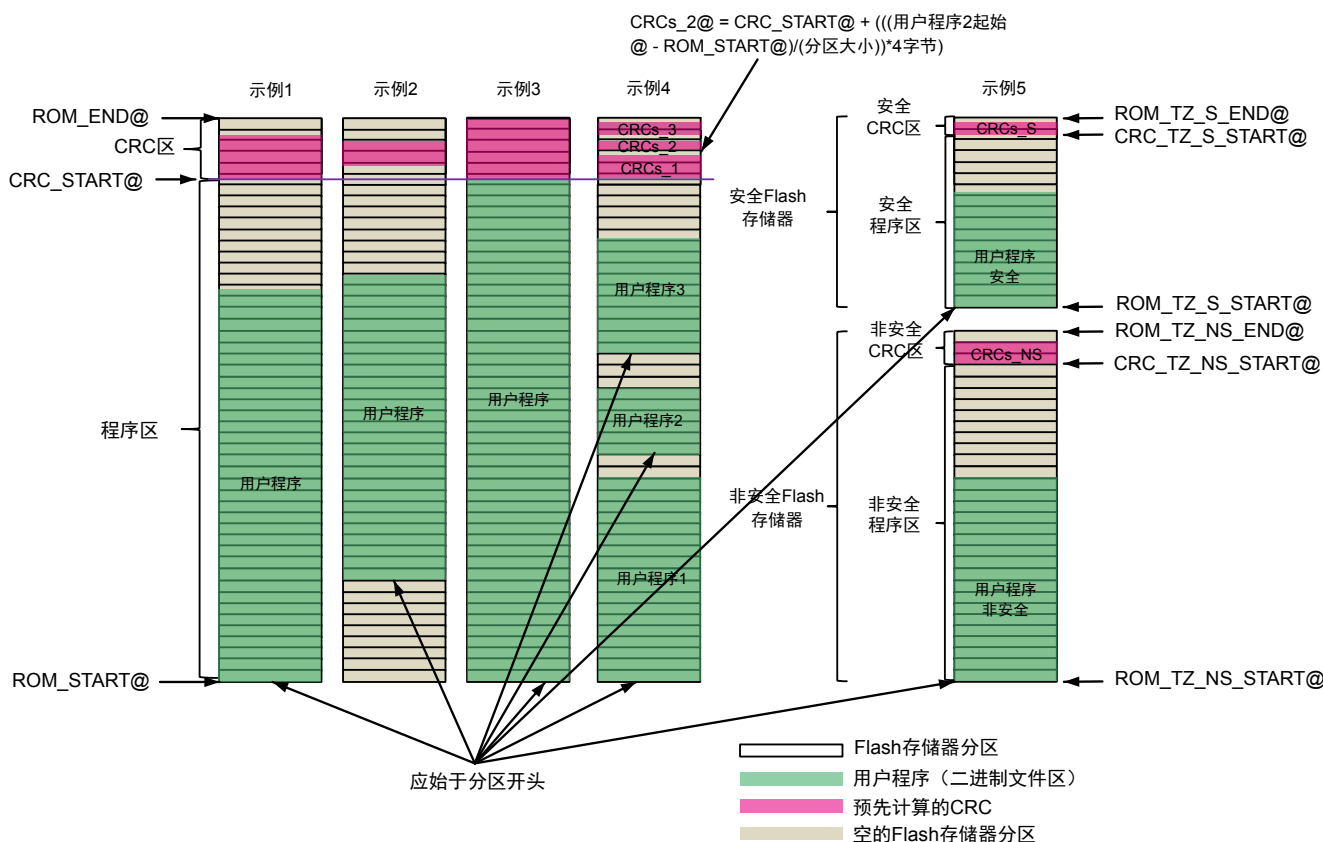 CRCs_2@ = CRC_START@ + (((用户程序2起始
@ - ROM_START@)/(分区大小))*4字节)
示例1
示例2
示例3
示例4
示例5
ROM_END@
CRC区
CRC_START@
程序区
ROM_START@
用户程序
用户程序
用户程序
CRCs_3
CRCs_2
CRCs_1
用户程序3
用户程序2
用户程序1
安全Flash
存储器
非安全Flash
存储器
安全
CRC区
安全
程序区
非安全
CRC区
非安全
程序区
CRCs_S
用户程序
安全
CRCs_NS
用户程序
非安全
ROM_TZ_S_END@
CRC_TZ_S_START@
ROM_TZ_S_START@
ROM_TZ_NS_END@
CRC_TZ_NS_START@
ROM_TZ_NS_START@
应始于分区开头
Flash存储器分区
用户程序（二进制文件区）
预先计算的CRC
空的Flash存储器分区